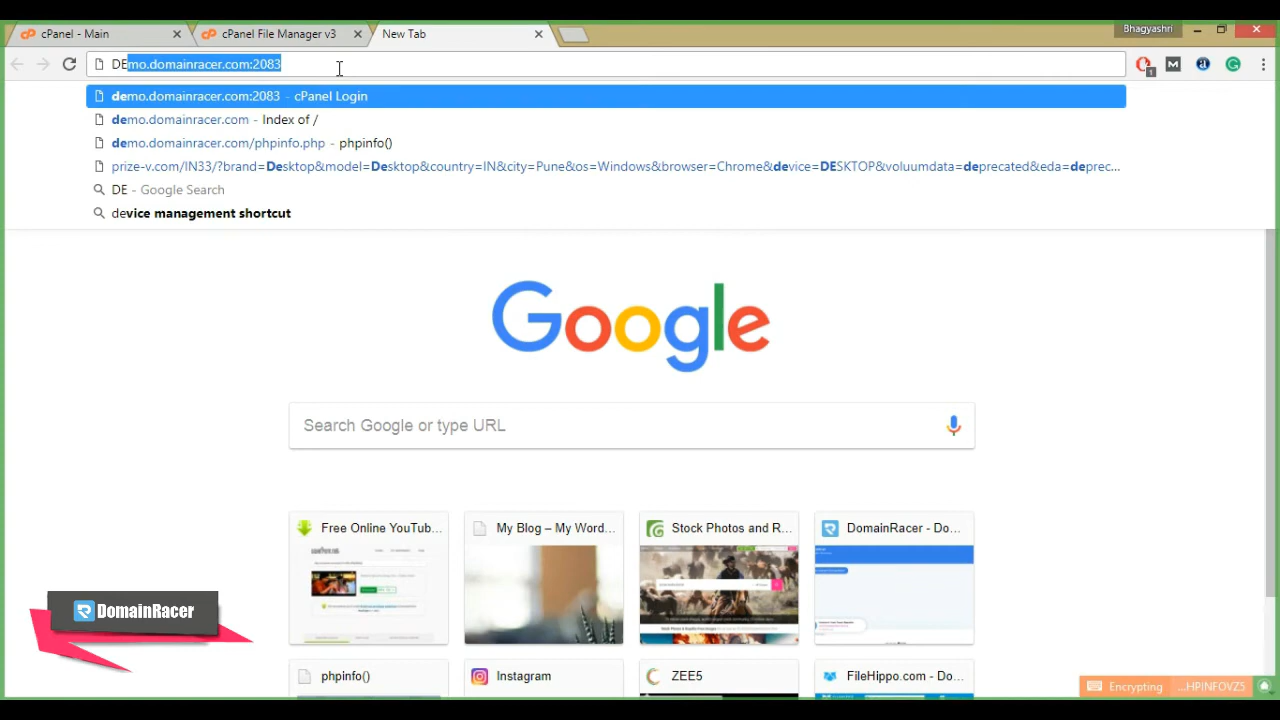 cPanel - Main
cPanel File Manager v3
New Tab
Bhagyashri
DEmo.domainracer.com:2083
1
demo.domainracer.com:2083 - cPanel Login
demo.domainracer.com - Index of /
demo.domainracer.com/phpinfo.php - phpinfo()
prize-v.com/IN33/?brand=Desktop&model=Desktop&country=IN&city=Pune&os=Windows&browser=Chrome&device=DESKTOP&voluumdata=deprecated&eda=deprec...
DE - Google Search
device management shortcut
Google
Search Google or type URL
Free Online YouTub...
My Blog – My Word...
Stock Photos and R...
DomainRacer - Do...
DomainRacer
phpinfo()
Instagram
ZEE5
FileHippo.com - Do...
Encrypting
...HPINFOVZ5